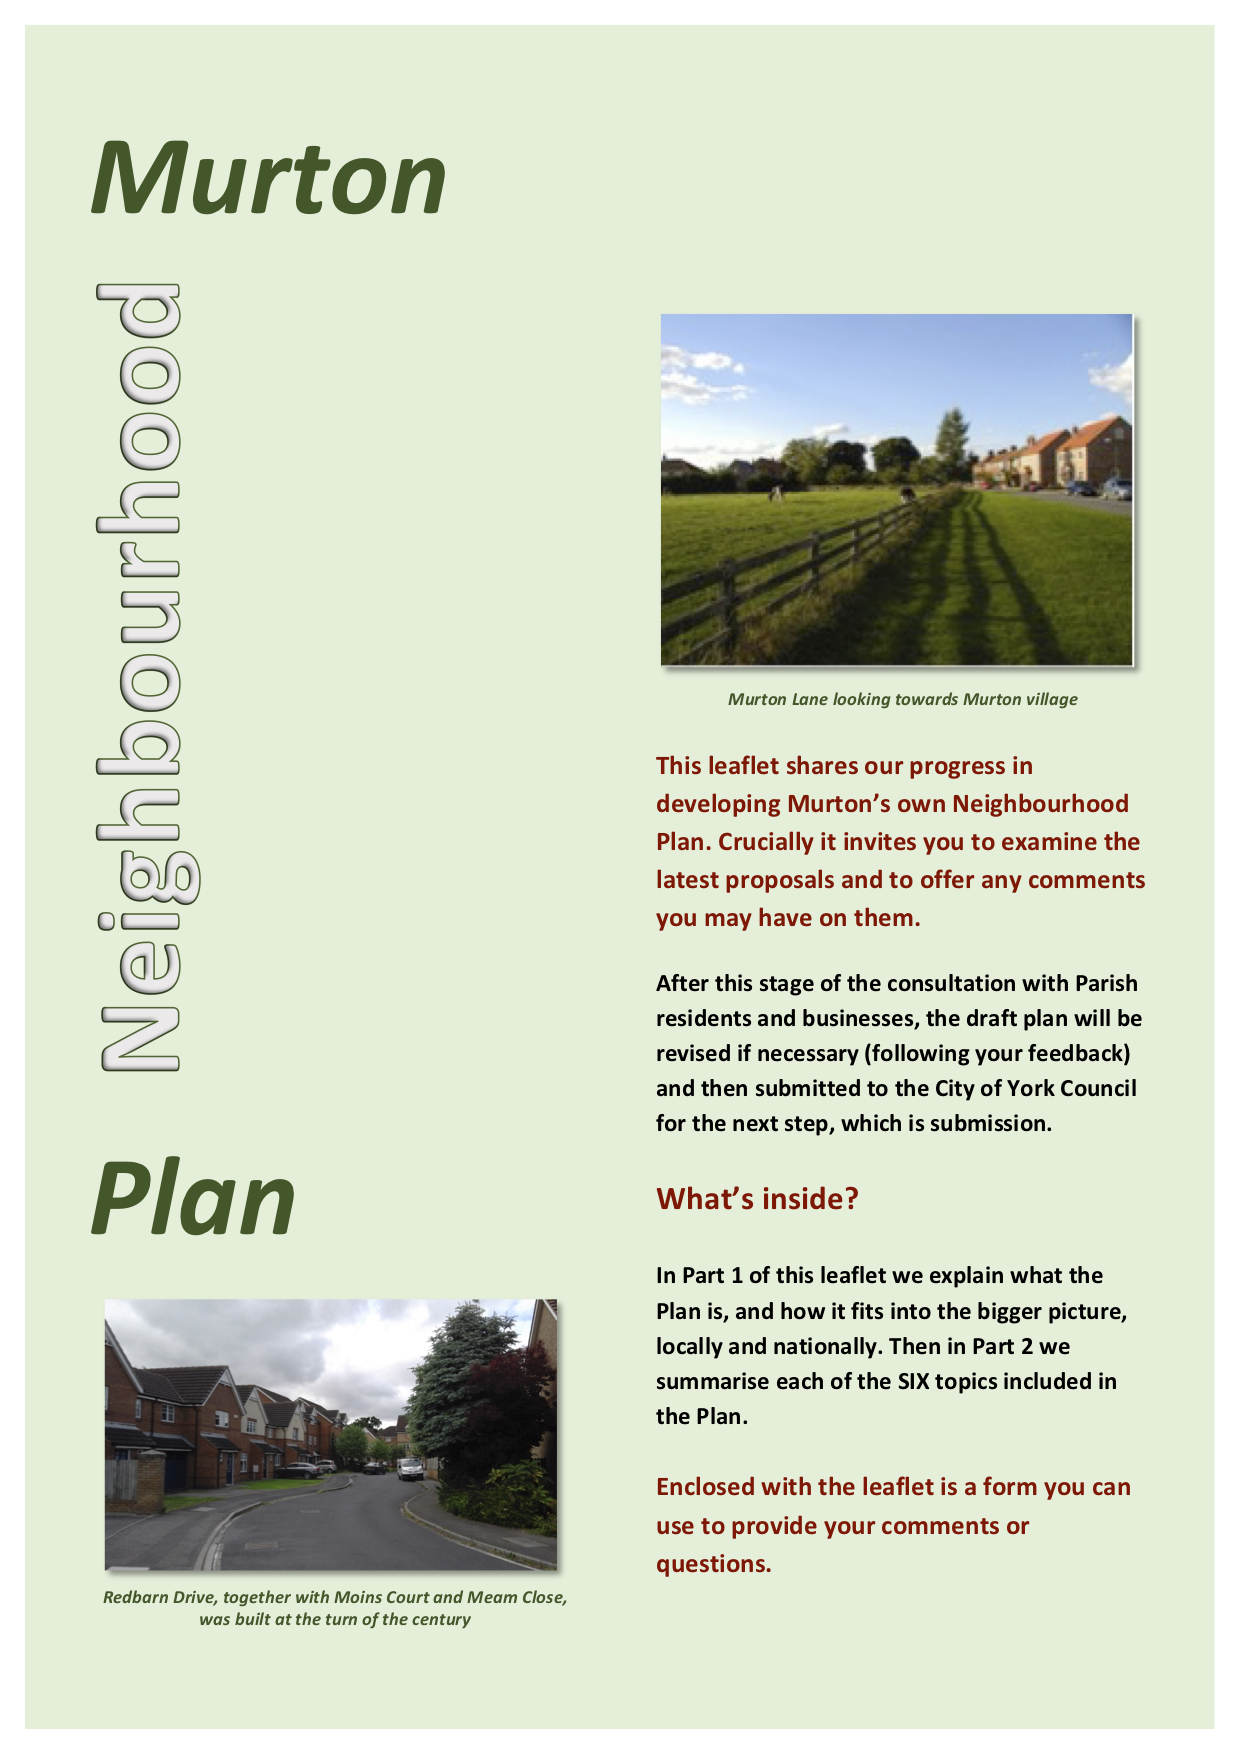 Murton
Neighbourhood
Plan
Redbarn Drive, together with Moins Court and Meam Close,
was built at the turn of the century
Murton Lane looking towards Murton village
This leaflet shares our progress in
developing Murton’s own Neighbourhood
Plan. Crucially it invites you to examine the
latest proposals and to offer any comments
you may have on them.
After this stage of the consultation with Parish
residents and businesses, the draft plan will be
revised if necessary (following your feedback)
and then submitted to the City of York Council
for the next step, which is submission.
What’s inside?
In Part 1 of this leaflet we explain what the
Plan is, and how it fits into the bigger picture,
locally and nationally. Then in Part 2 we
summarise each of the SIX topics included in
the Plan.
Enclosed with the leaflet is a form you can
use to provide your comments or
questions.